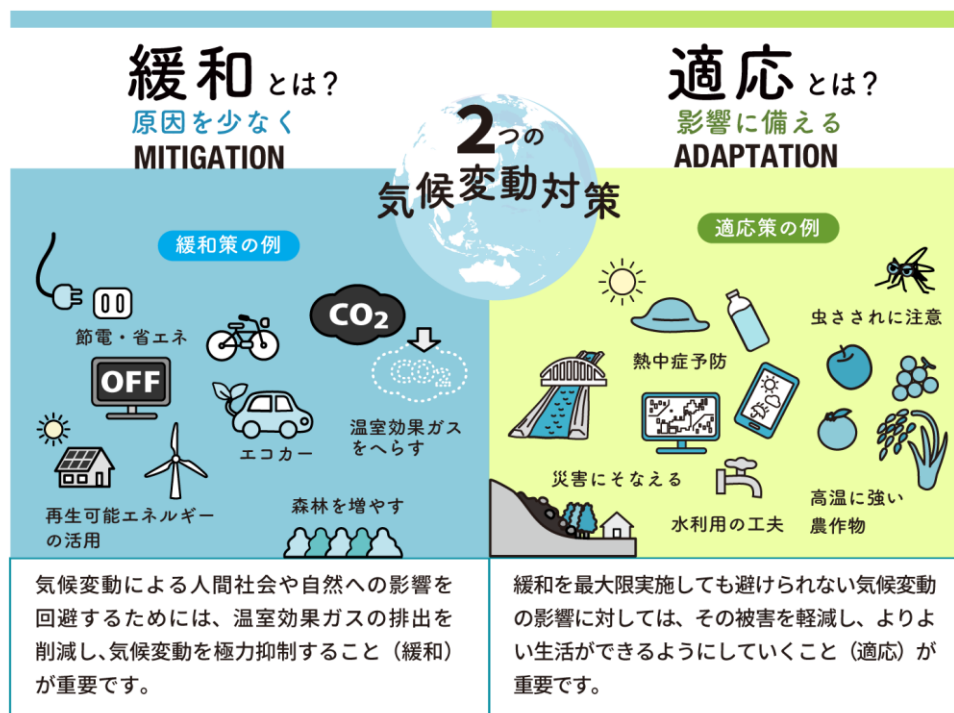 緩和とは?
原因を少なく
MITIGATION
2つの
気候変動対策
適応とは?
影響に備える
ADAPTATION
緩和策の例
節電・省エネ
OFF
CO2
CO2
エコカー
温室効果ガス
をへらす
再生可能エネルギー
の活用
森林を増やす
適応策の例
虫さされに注意
熱中症予防
災害にそなえる
水利用の工夫
高温に強い
農作物
気候変動による人間社会や自然への影響を
回避するためには、温室効果ガスの排出を
削減し、気候変動を極力抑制すること（緩和）
が重要です。
緩和を最大限実施しても避けられない気候変動
の影響に対しては、その被害を軽減し、よりよ
い生活ができるようにしていくこと（適応）が
重要です。